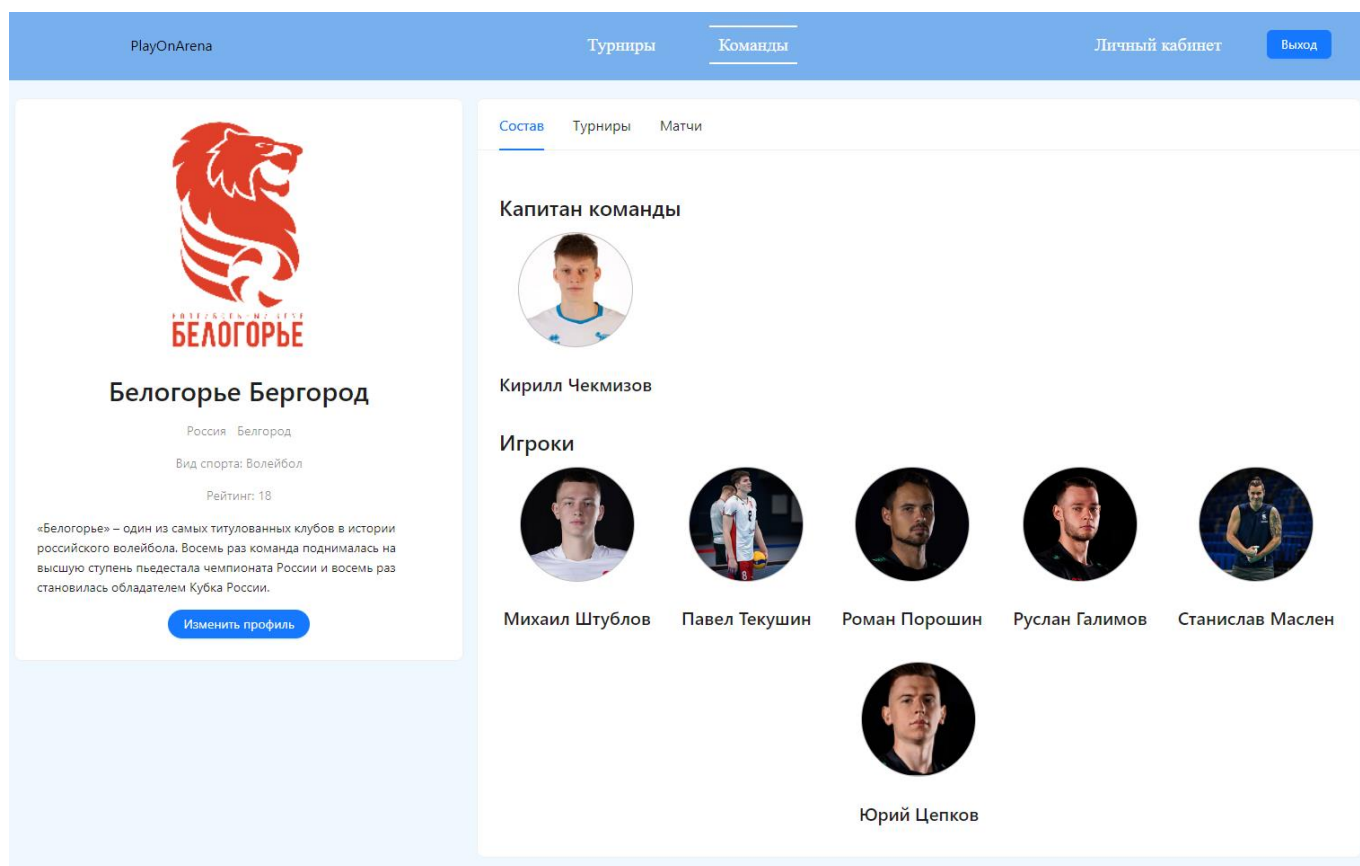 PlayOnArena
Турниры
Команды
Личный кабинет
Выход
БЕЛОГОРЬЕ
Белогорье Бергород
Россия Белгород
Вид спорта: Волейбол
Рейтинг: 18
«Белогорье» – один из самых титулованных клубов в истории
российского волейбола. Восемь раз команда поднималась на
высшую ступень пьедестала чемпионата России и восемь раз
становилась обладателем Кубка России.
Изменить профиль
Состав
Турниры
Матчи
Капитан команды
Кирилл Чекмизов
Игроки
Михаил Штублов
Павел Текушин
Роман Порошин
Руслан Галимов
Станислав Маслен
Юрий Цепков